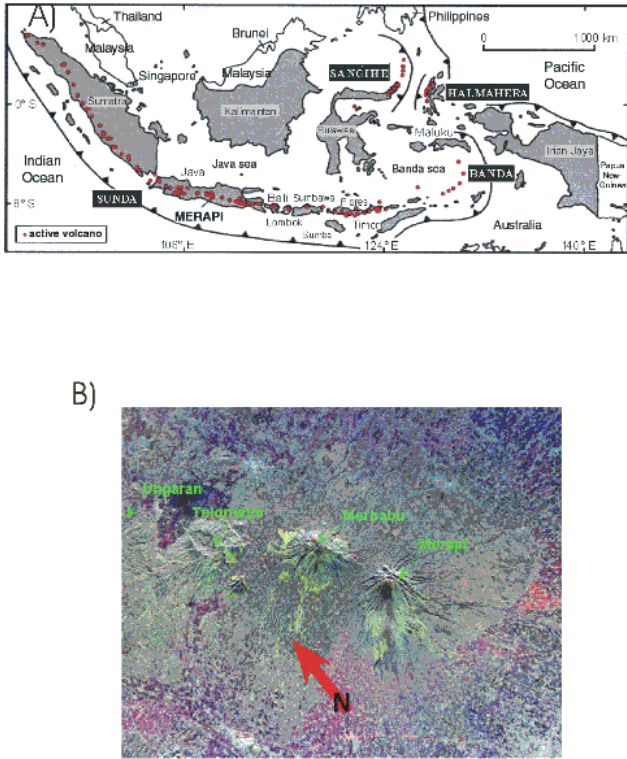 A)
Thailand
Philippines
Malaysia
Brunei
Singapore
Malaysia
SANGIHE
0
1000 km
Pacific
Ocean
HALMAHERA
Sumatra
Kalimantan
0° S
Sulawesi
Maluku
Irian Jaya
Papua
New
Guinea
Indian
Ocean
Java
Java sea
Banda sea
BANDA
SUNDA
8° S
MERAPI
Bali
Sumbawa
Flores
Lombok
Sumba
Timor
Australia
active volcano
108°E
124°E
140°E
B)
Ungaran
Telomoyo
Merbabu
Merapi
N